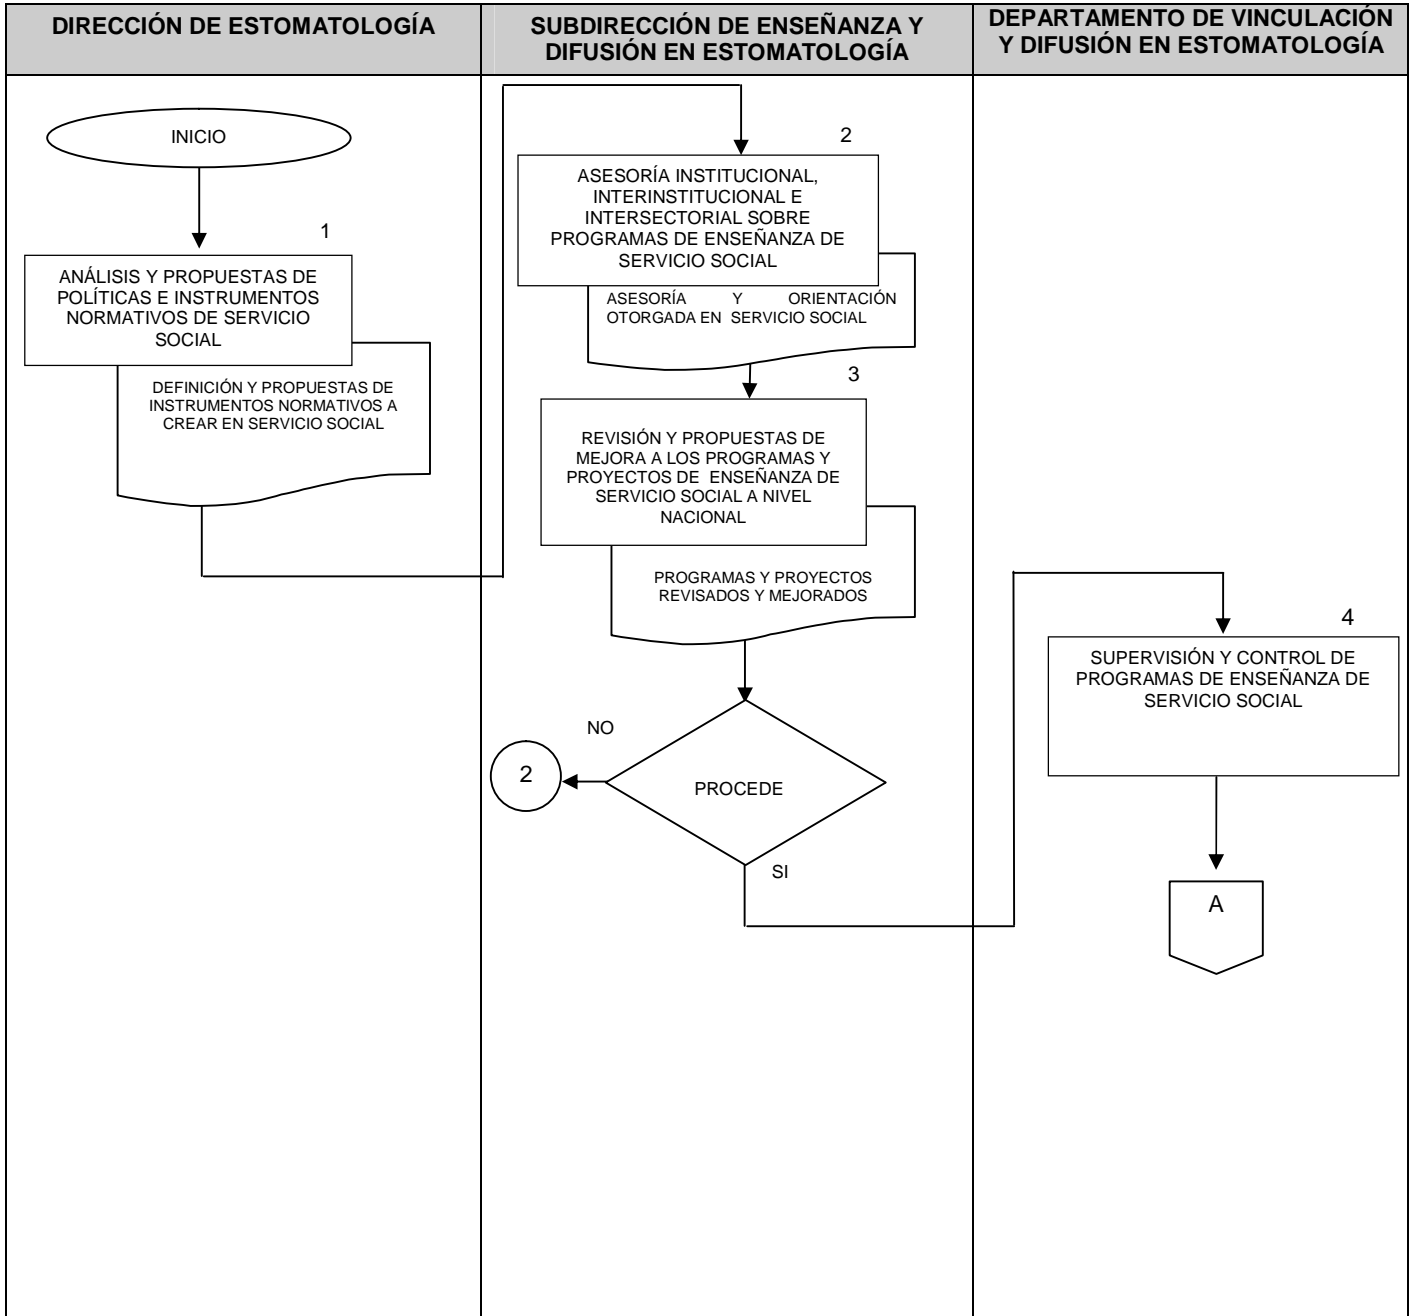 DIRECCIÓN DE ESTOMATOLOGÍA
SUBDIRECCIÓN DE ENSEÑANZA Y
DIFUSIÓN EN ESTOMATOLOGÍA
DEPARTAMENTO DE VINCULACIÓN
Y DIFUSIÓN EN ESTOMATOLOGÍA
INICIO
1
ANÁLISIS Y PROPUESTAS DE
POLÍTICAS E INSTRUMENTOS
NORMATIVOS DE SERVICIO
SOCIAL
DEFINICIÓN Y PROPUESTAS DE
INSTRUMENTOS NORMATIVOS A
CREAR EN SERVICIO SOCIAL
2
ASESORÍA INSTITUCIONAL,
INTERINSTITUCIONAL E
INTERSECTORIAL SOBRE
PROGRAMAS DE ENSEÑANZA DE
SERVICIO SOCIAL
ASESORÍA Y ORIENTACIÓN
OTORGADA EN SERVICIO SOCIAL
3
REVISIÓN Y PROPUESTAS DE
MEJORA A LOS PROGRAMAS Y
PROYECTOS DE ENSEÑANZA DE
SERVICIO SOCIAL A NIVEL
NACIONAL
PROGRAMAS Y PROYECTOS
REVISADOS Y MEJORADOS
NO
2
PROCEDE
SI
4
SUPERVISIÓN Y CONTROL DE
PROGRAMAS DE ENSEÑANZA DE
SERVICIO SOCIAL
A